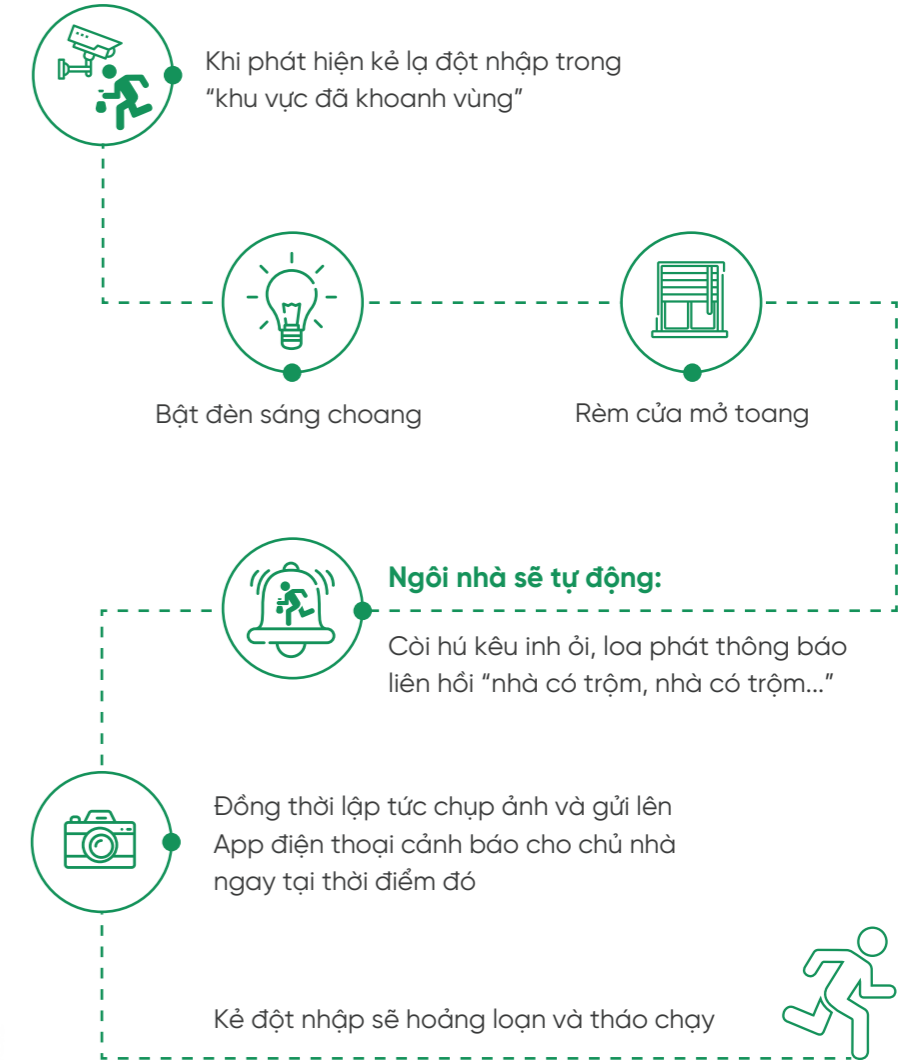 Khi phát hiện kẻ lạ đột nhập trong
“khu vực đã khoanh vùng”
Bật đèn sáng choang
Rèm cửa mở toang
Ngôi nhà sẽ tự động:
Còi hú kêu inh ỏi, loa phát thông báo
liên hồi “nhà có trộm, nhà có trộm...”
Đồng thời lập tức chụp ảnh và gửi lên
App điện thoại cảnh báo cho chủ nhà
ngay tại thời điểm đó
Kẻ đột nhập sẽ hoảng loạn và tháo chạy